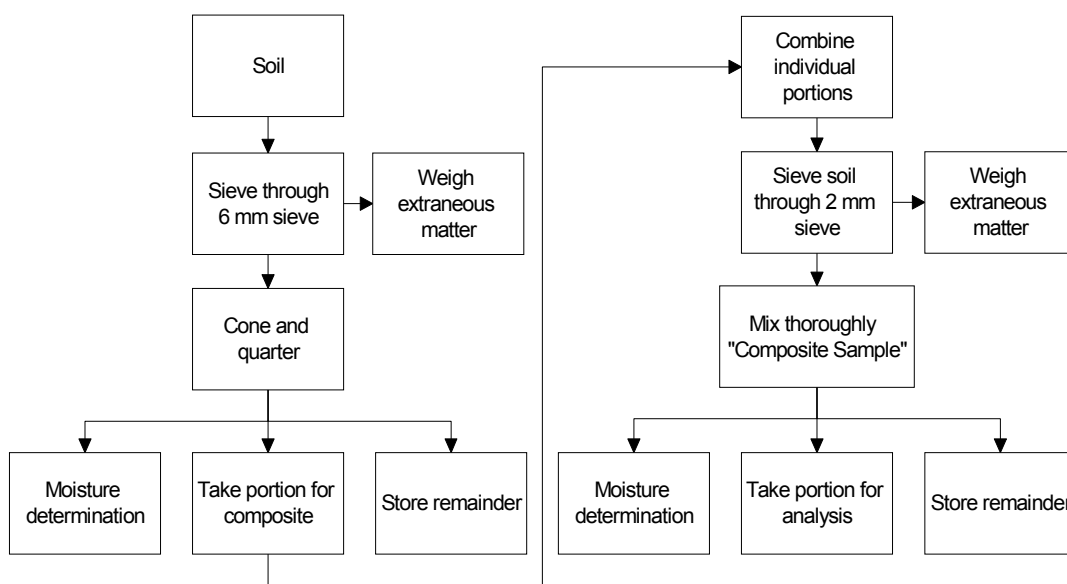 Soil
Sieve through
6 mm sieve
Weigh
extraneous
matter
Cone and
quarter
Moisture
determination
Take portion for
composite
Store remainder
Combine
individual
portions
Sieve soil
through 2 mm
sieve
Weigh
extraneous
matter
Mix thoroughly
"Composite Sample"
Moisture
determination
Take portion for
analysis
Store remainder